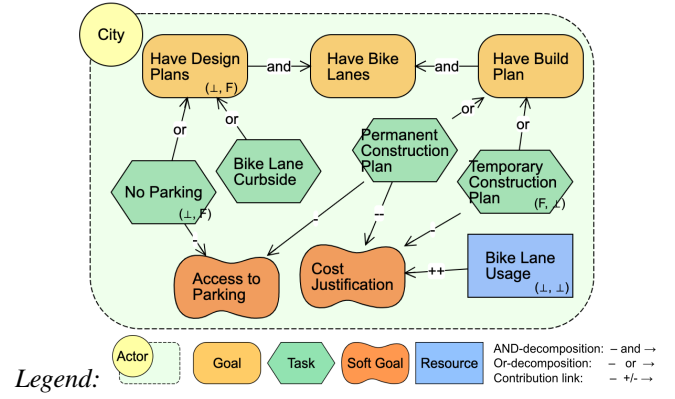 City
Have Design
Plans
(⊥, F)
and
Have Bike
Lanes
and
Have Build
Plan
or
or
or
or
No Parking
(⊥, F)
Bike Lane
Curbside
Permanent
Construction
Plan
Temporary
Construction
Plan
(F, ⊥)
-
-
--
-
++
Access to
Parking
Cost
Justification
Bike Lane
Usage
(⊥, ⊥)
Legend:
Actor
Goal
Task
Soft Goal
Resource
AND-decomposition: – and →
Or-decomposition: – or →
Contribution link: – +/- →